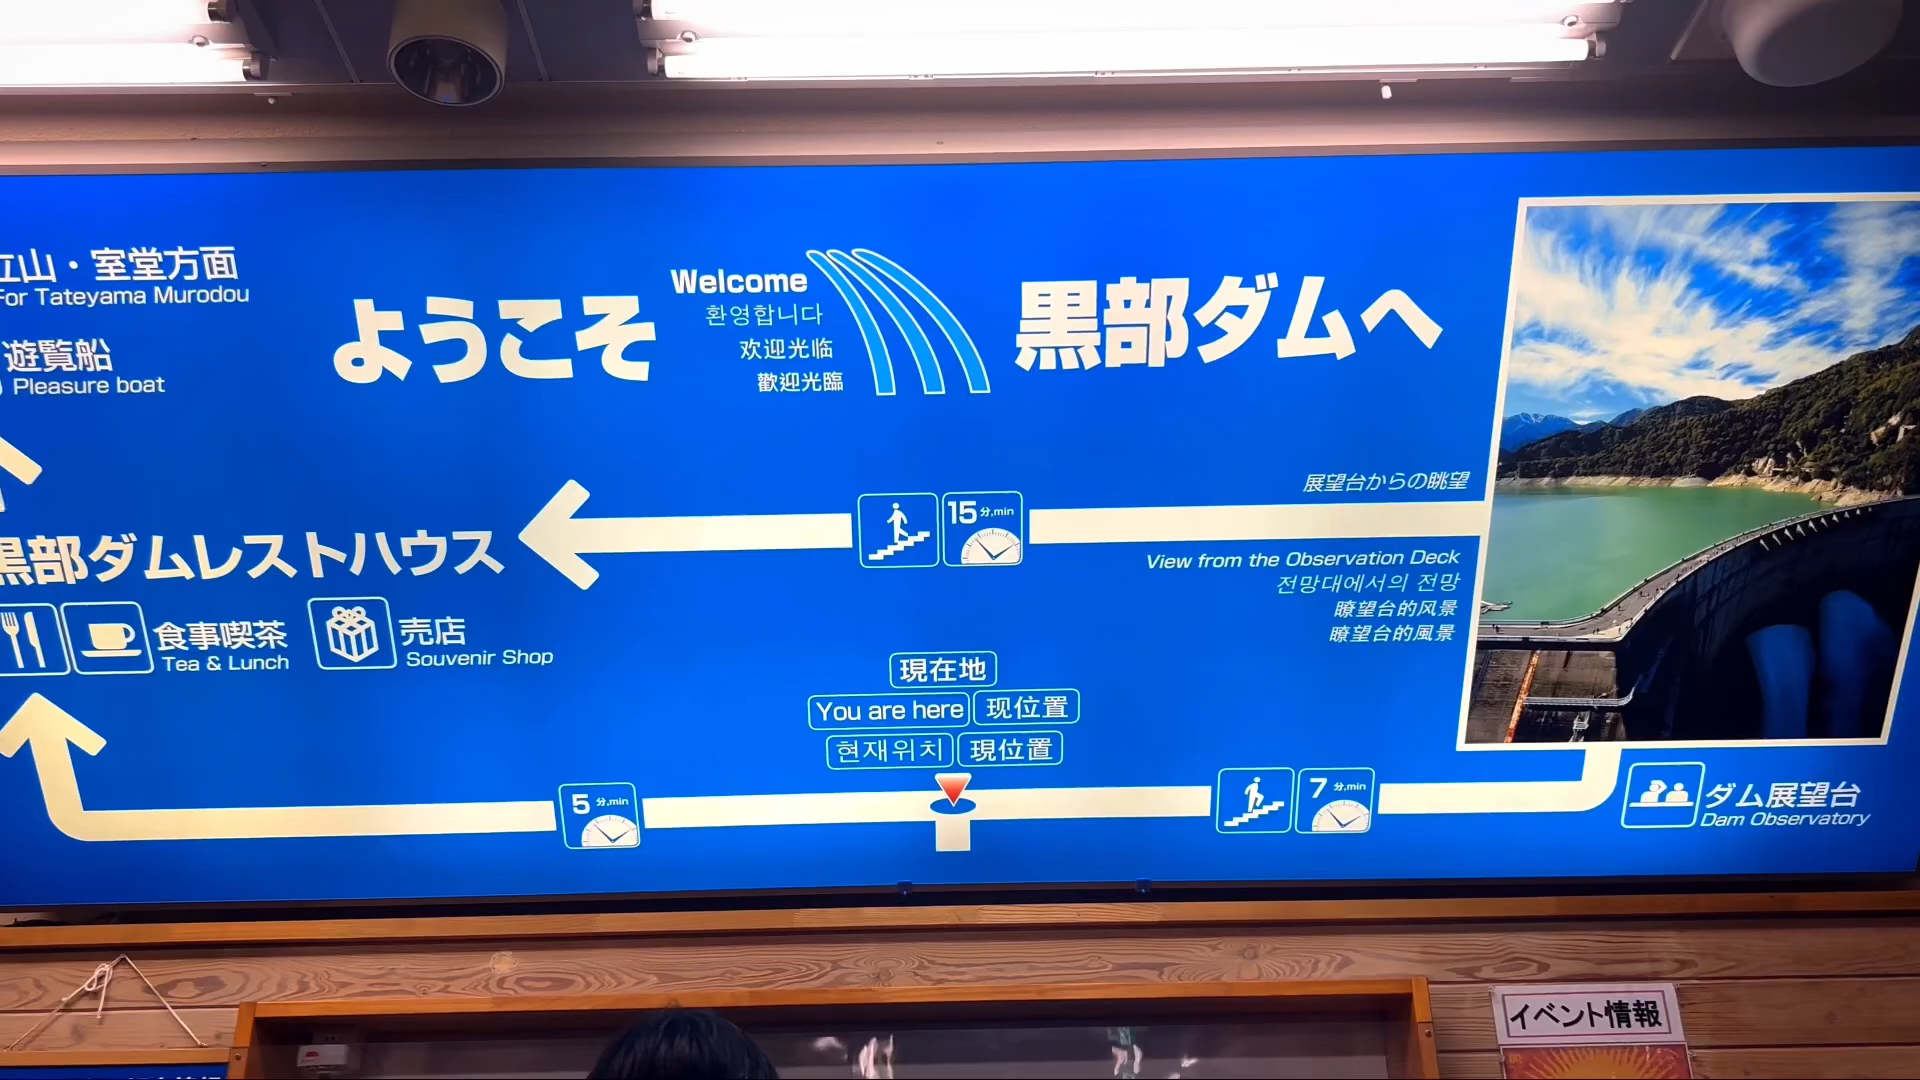 立山・室堂方面
For Tateyama Murodou
遊覧船
Pleasure boat
ようこそ
Welcome
환영합니다
欢迎光临
歡迎光臨
黒部ダムへ
展望台からの眺望
15 分,min
View from the Observation Deck
전망대에서의 전망
瞭望台的风景
瞭望台的風景
黒部ダムレストハウス
食事喫茶
Tea & Lunch
売店
Souvenir Shop
現在地
You are here
现位置
현재위치
現位置
5 分,min
7 分,min
ダム展望台
Dam Observatory
イベント情報